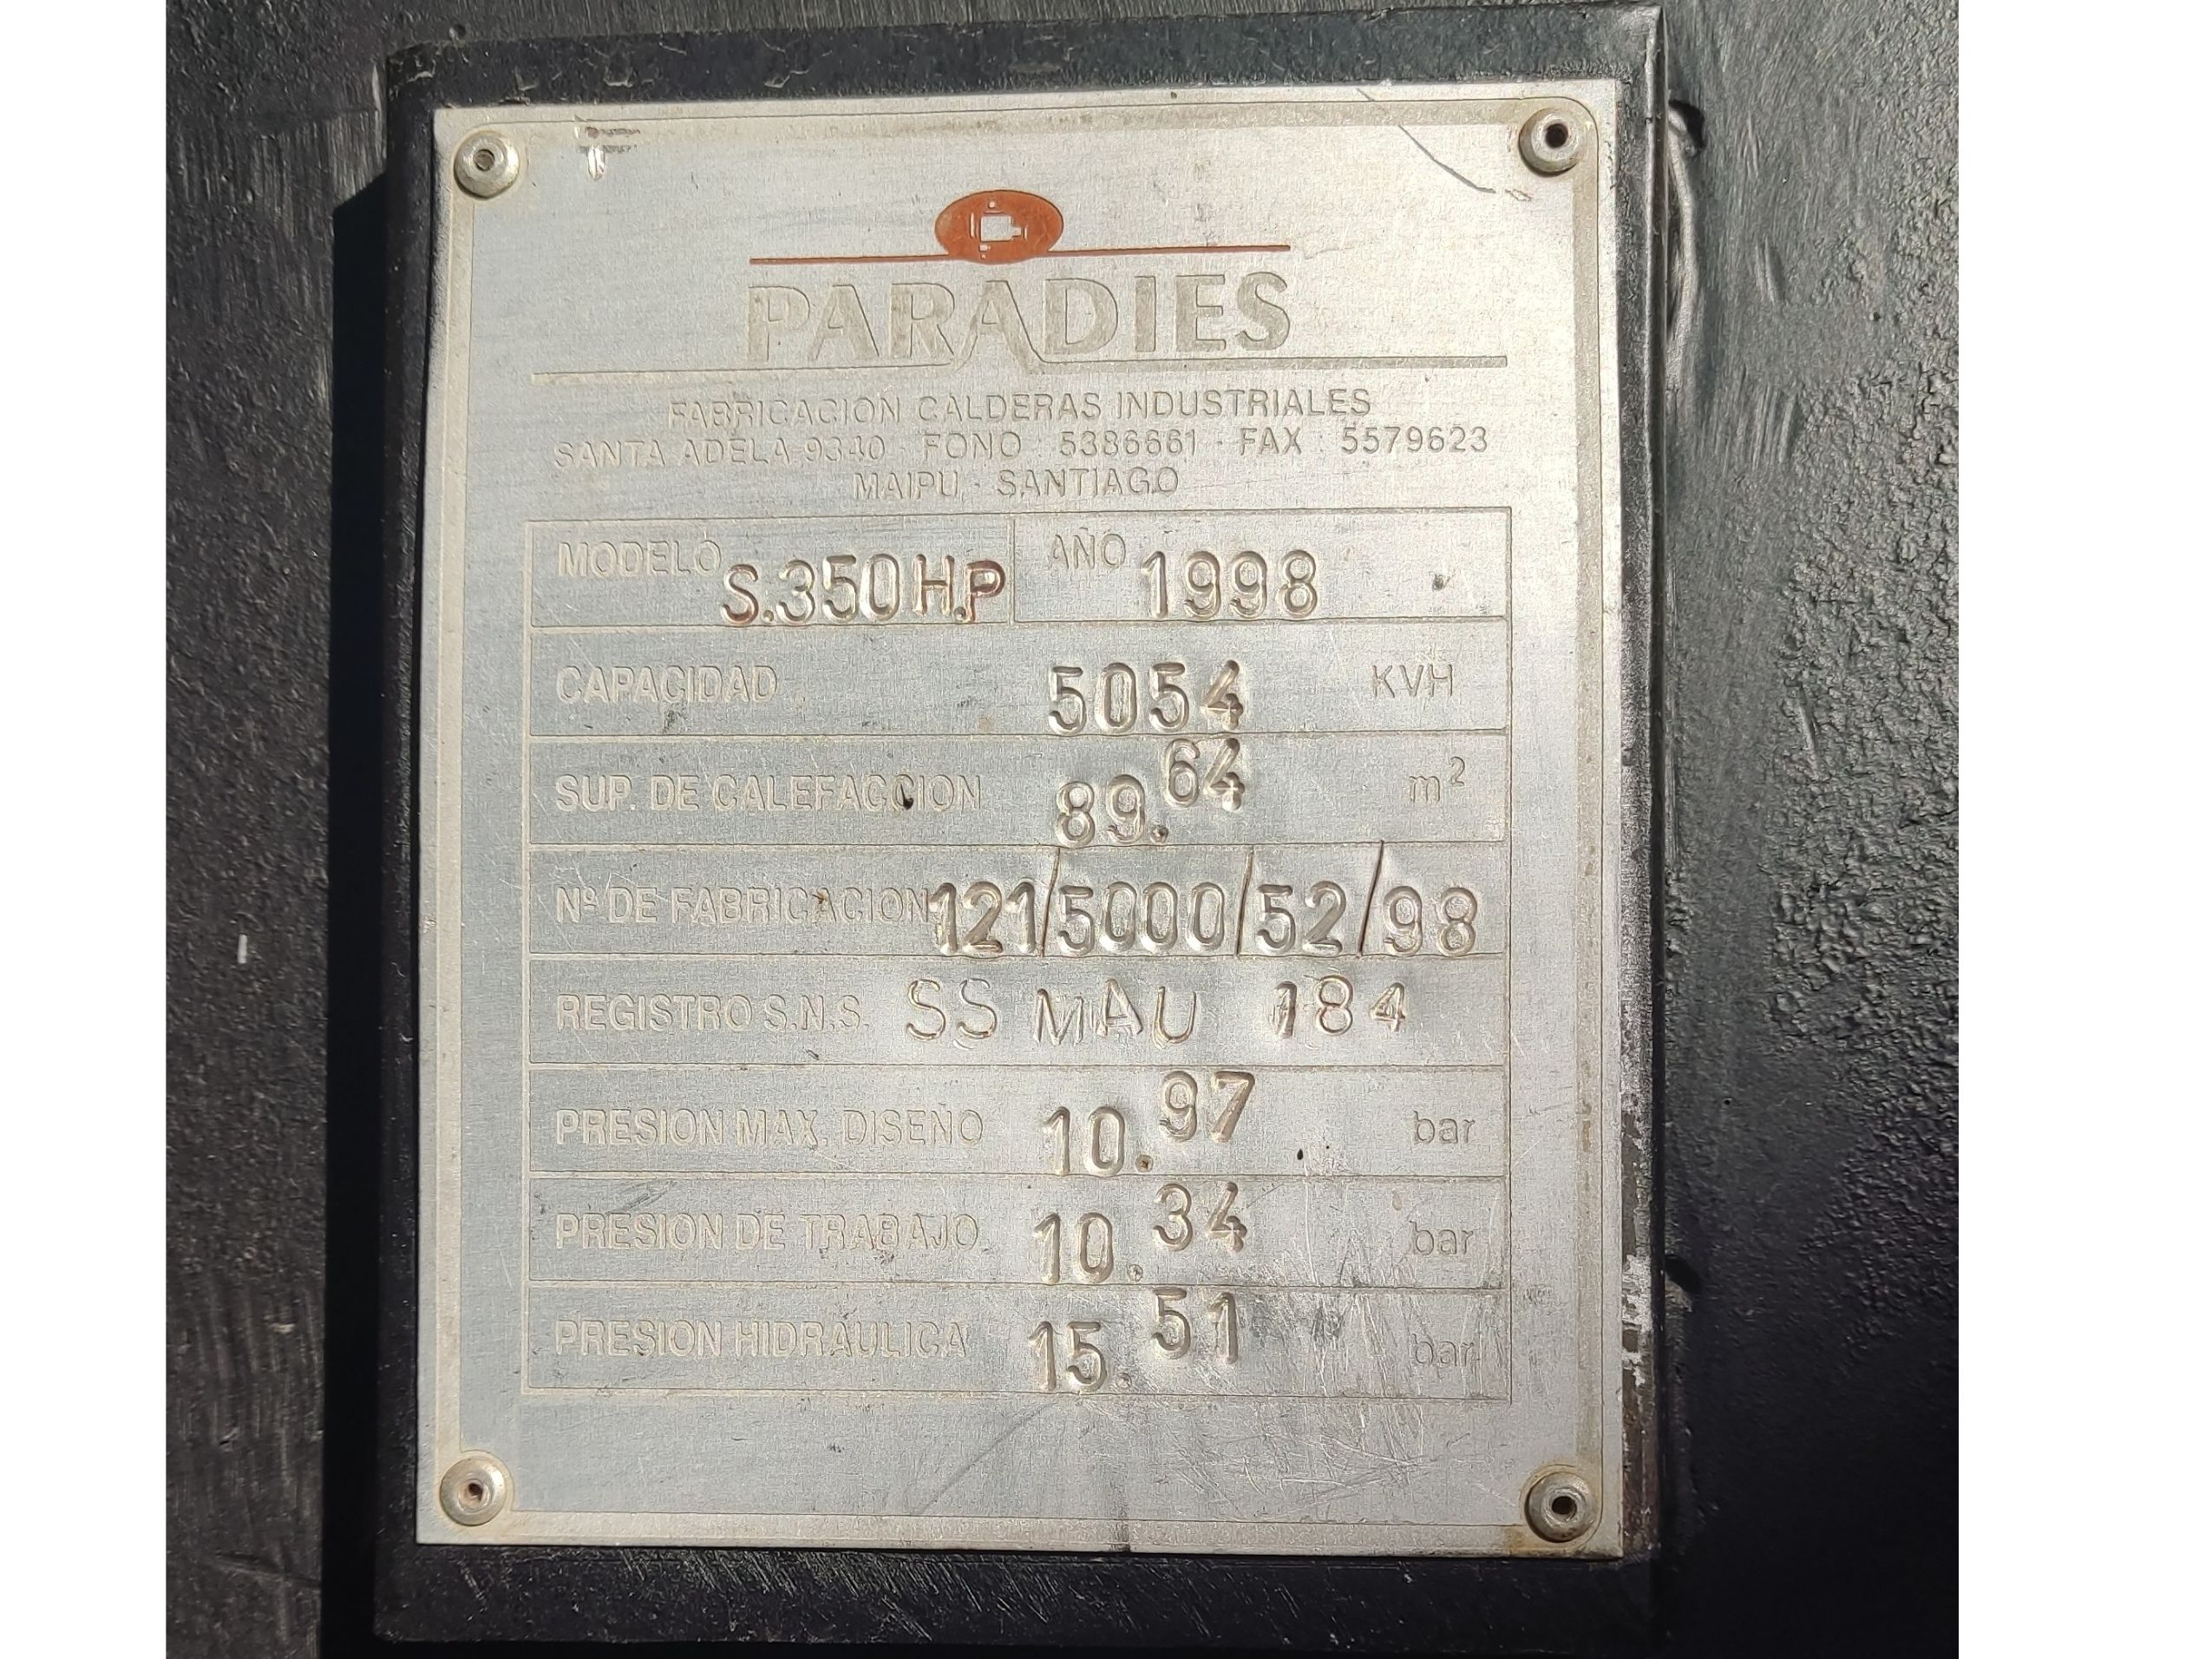 PARADIES
FABRICACION CALDERAS INDUSTRIALES
SANTA ADELA 9340 · FONO : 5386661 · FAX : 5579623
MAIPU · SANTIAGO
MODELO S.350H.P AÑO 1998
CAPACIDAD 5054 KVH
SUP. DE CALEFACCION 89.64 m²
Nº DE FABRICACION 121/5000/52/98
REGISTRO S.N.S. SS MAU 184
PRESION MAX. DISEÑO 10.97 bar
PRESION DE TRABAJO 10.34 bar
PRESION HIDRAULICA 15.51 bar